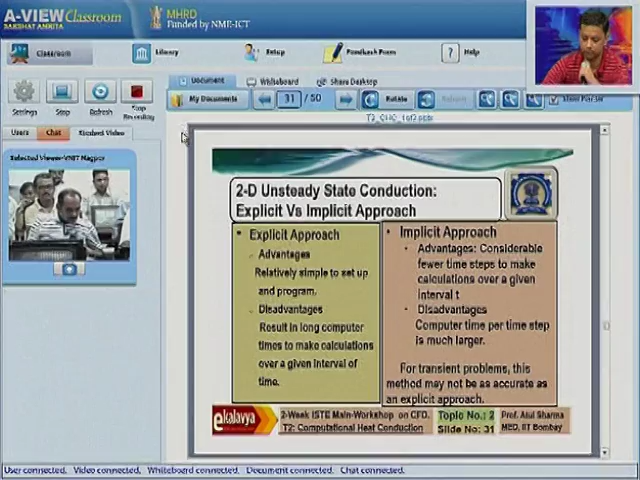 A-VIEW Classroom
MHRD
Funded by NME-ICT
Classroom
Library
Setup
Feedback Form
Help
Document
Whiteboard
Share Desktop
Settings
Stop
Refresh
Stop Recording
My Documents
31 / 50
Rotate
Users
Chat
Student Video
Selected Viewer-VNIT Nagpur
2-D Unsteady State Conduction:
Explicit Vs Implicit Approach
• Explicit Approach
– Advantages
Relatively simple to set up
and program.
– Disadvantages
Result in long computer
times to make calculations
over a given interval of
time.
• Implicit Approach
• Advantages: Considerable
fewer time steps to make
calculations over a given
interval t
• Disadvantages
Computer time per time step
is much larger.
For transient problems, this
method may not be as accurate as
an explicit approach.
ekalavya
2-Week ISTE Main-Workshop on CFD.
T2: Computational Heat Conduction
Topic No.: 2
Slide No: 31
Prof. Atul Sharma
MED, IIT Bombay
User connected, Video connected, Whiteboard connected, Document connected, Chat connected.